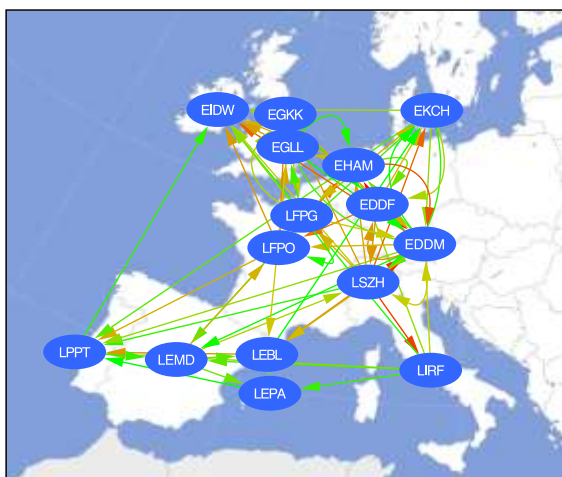 EIDW
EGKK
EKCH
EGLL
EHAM
EDDF
LFPG
LFPO
EDDM
LSZH
LPPT
LEMD
LEBL
LIRF
LEPA